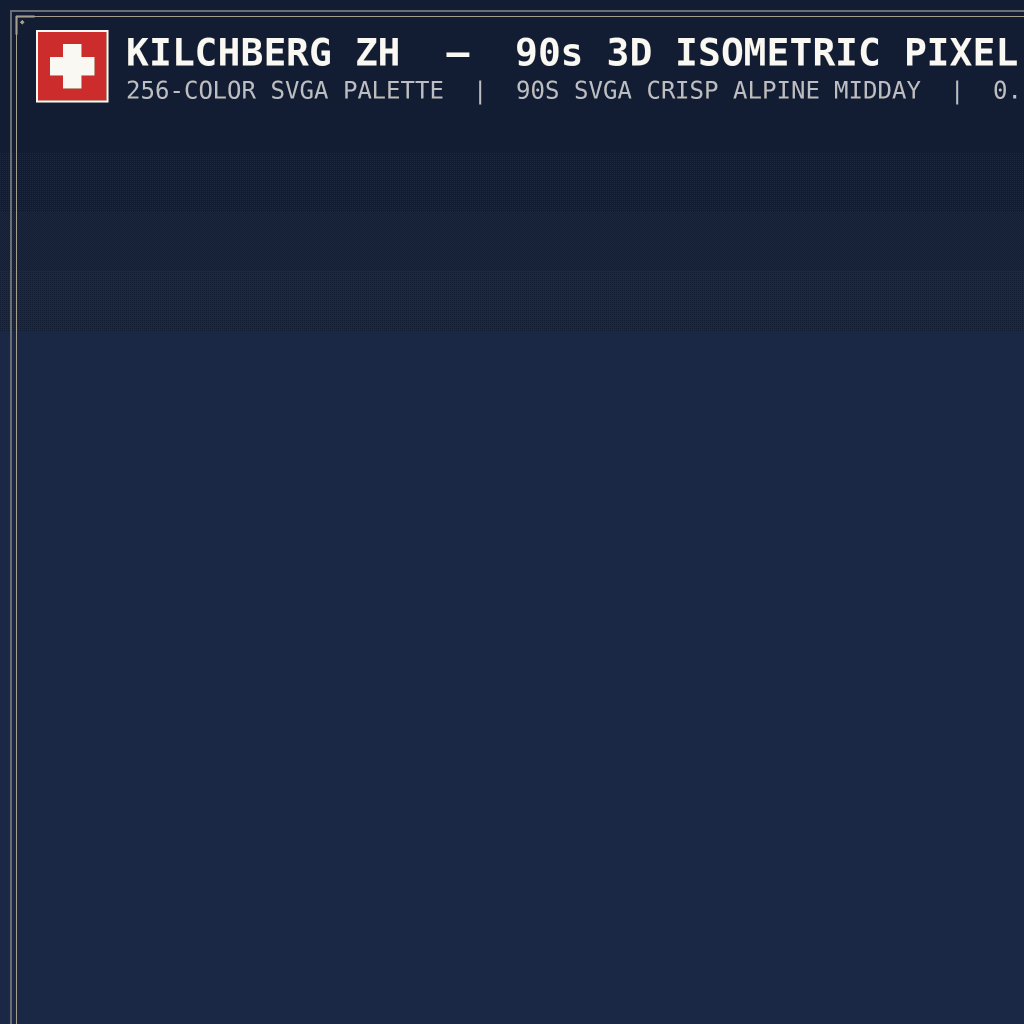 KILCHBERG ZH — 90s 3D ISOMETRIC PIXEL
256-COLOR SVGA PALETTE | 90S SVGA CRISP ALPINE MIDDAY | 0.